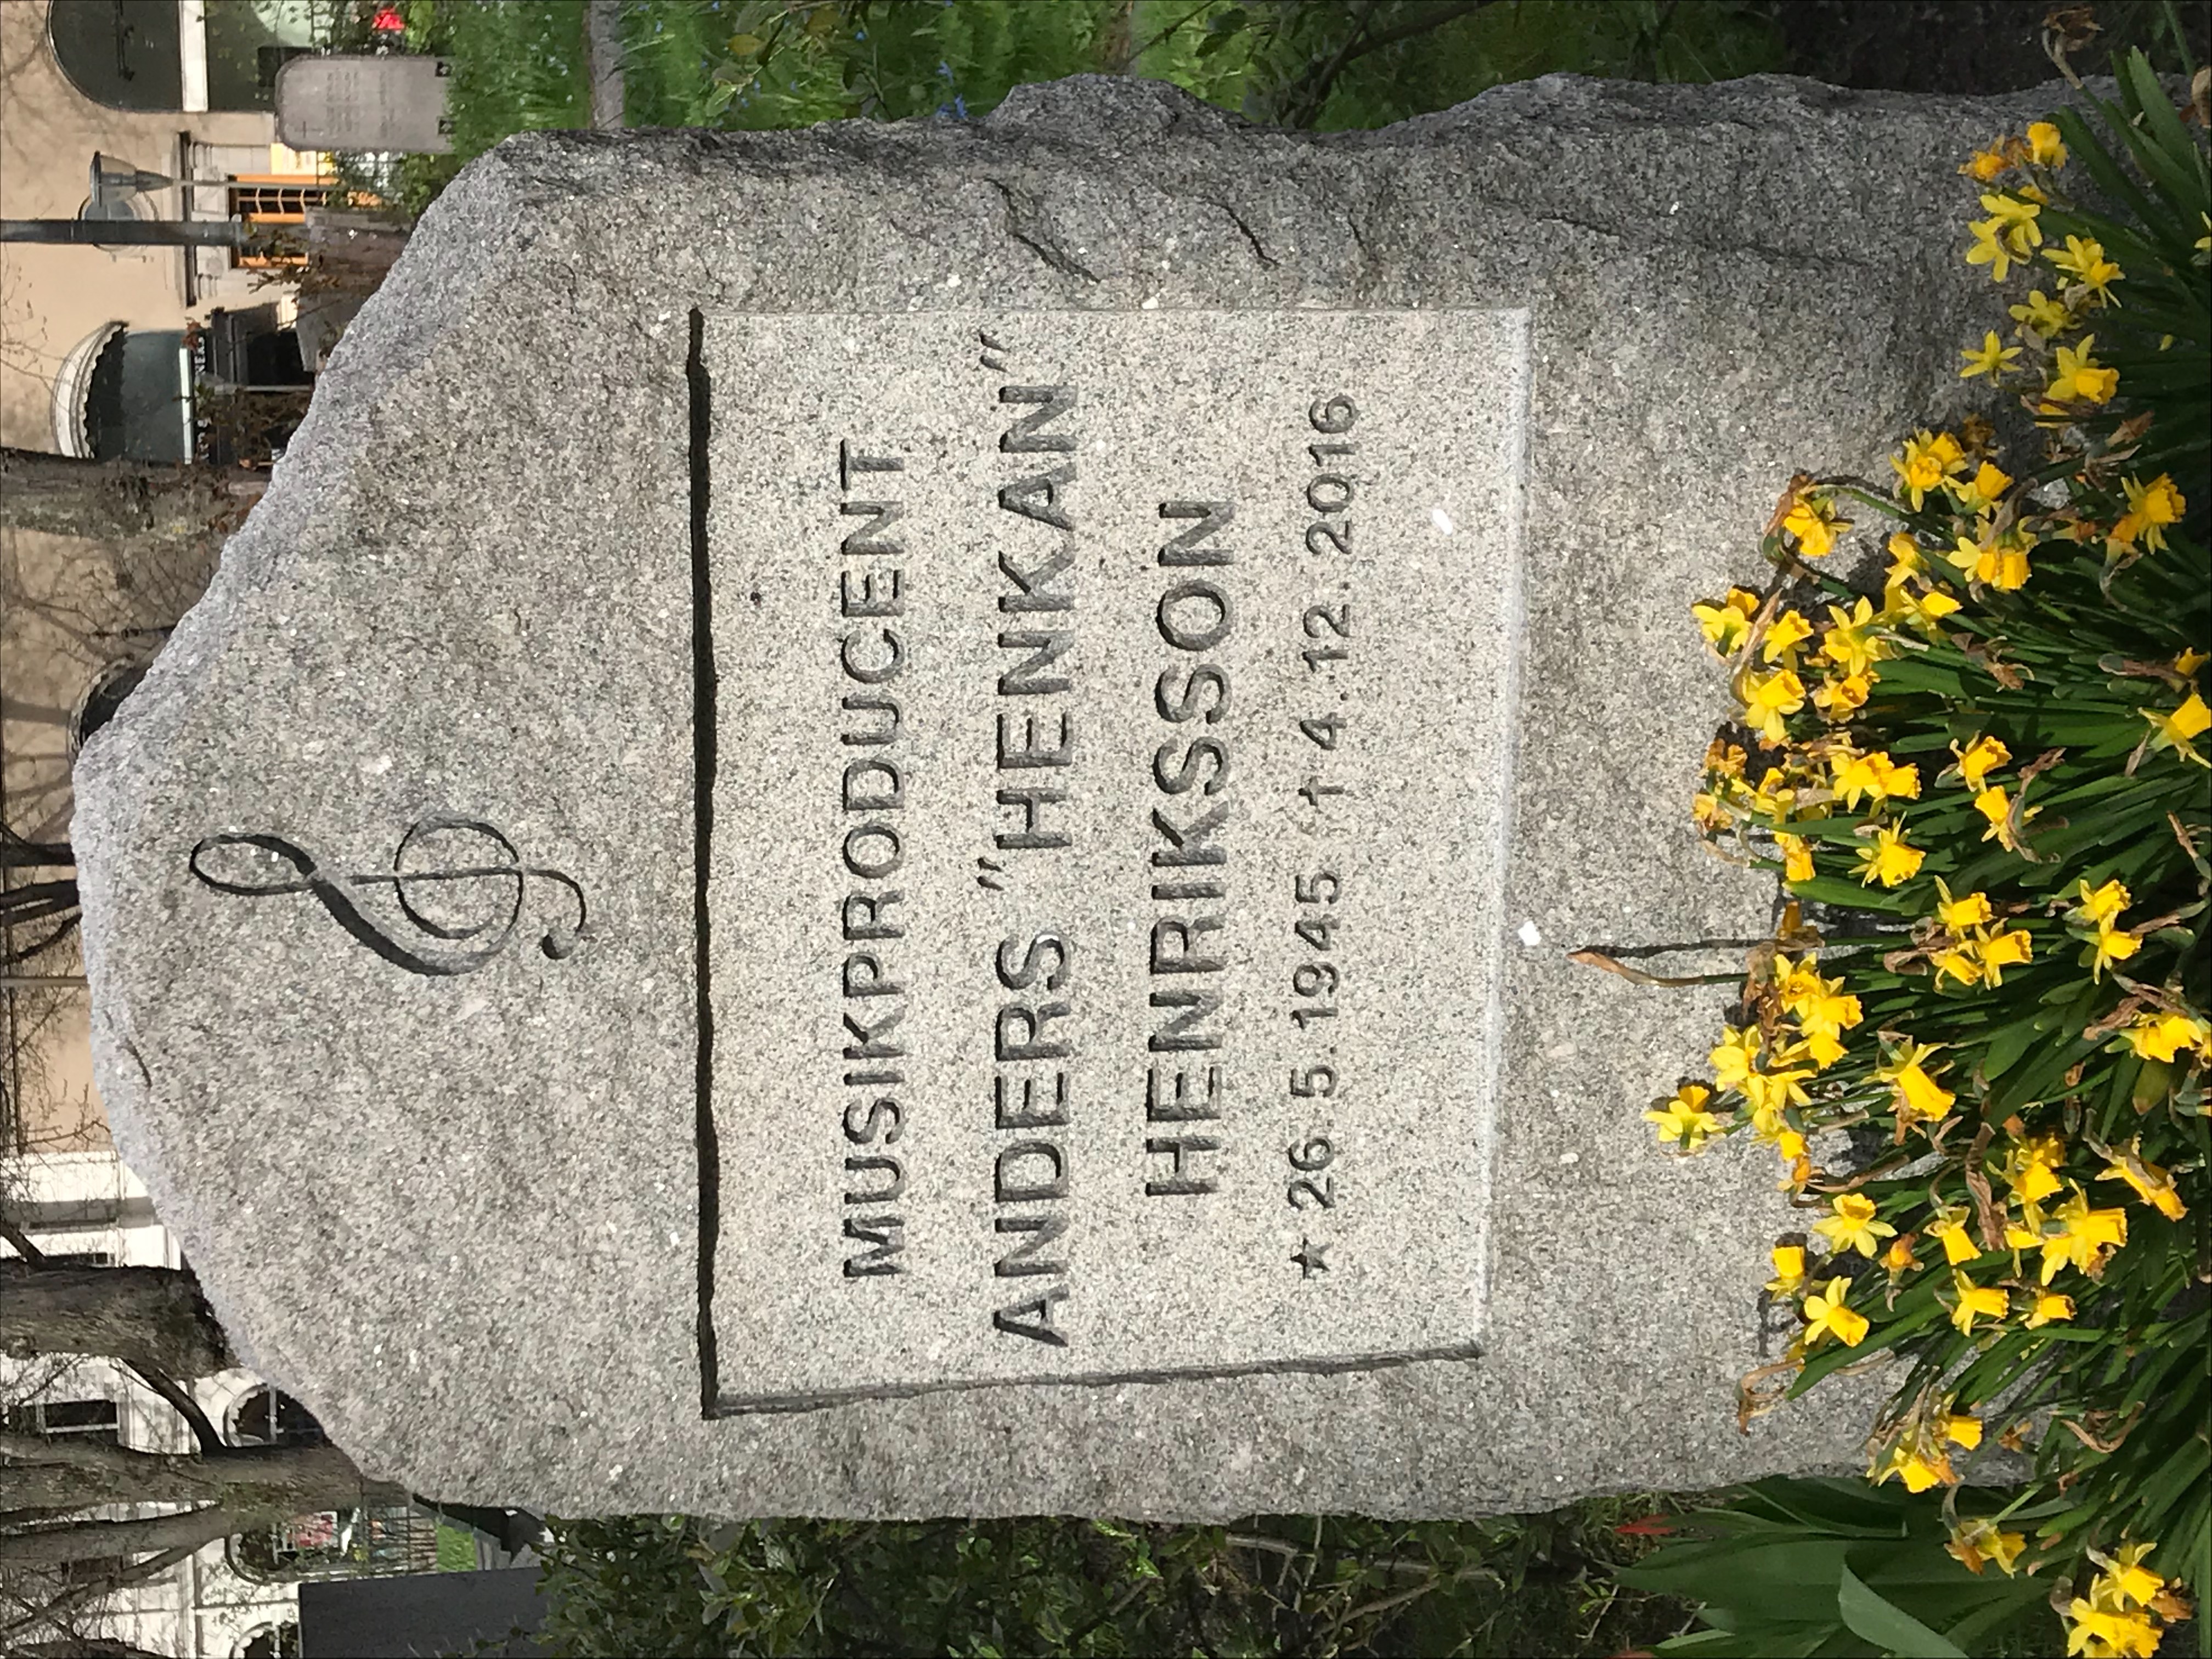 MUSIKPRODUCENT
ANDERS ”HENKAN”
HENRIKSSON
★ 26.5.1945 † 4.12.2016